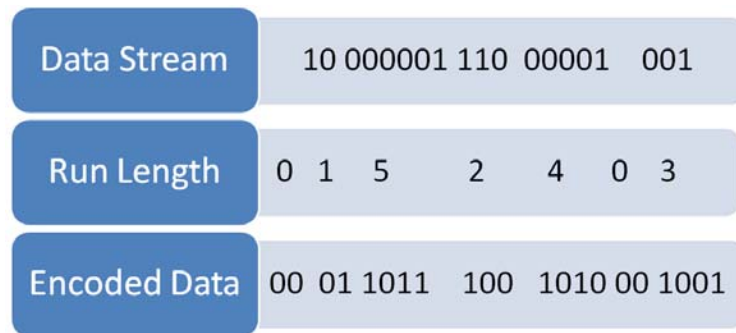 Data Stream 10 000001 110 00001 001
Run Length 0 1 5 2 4 0 3
Encoded Data 00 01 1011 100 1010 00 1001